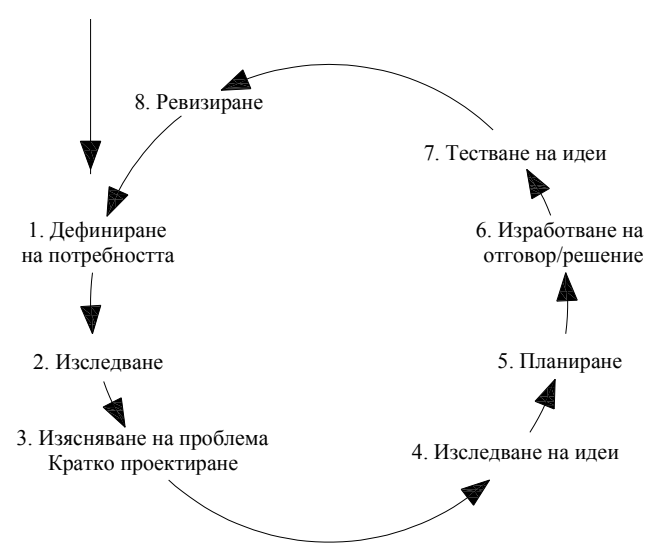 8. Ревизиране
7. Тестване на идеи
1. Дефиниране
на потребността
6. Изработване на
отговор/решение
2. Изследване
5. Планиране
3. Изясняване на проблема
Кратко проектиране
4. Изследване на идеи